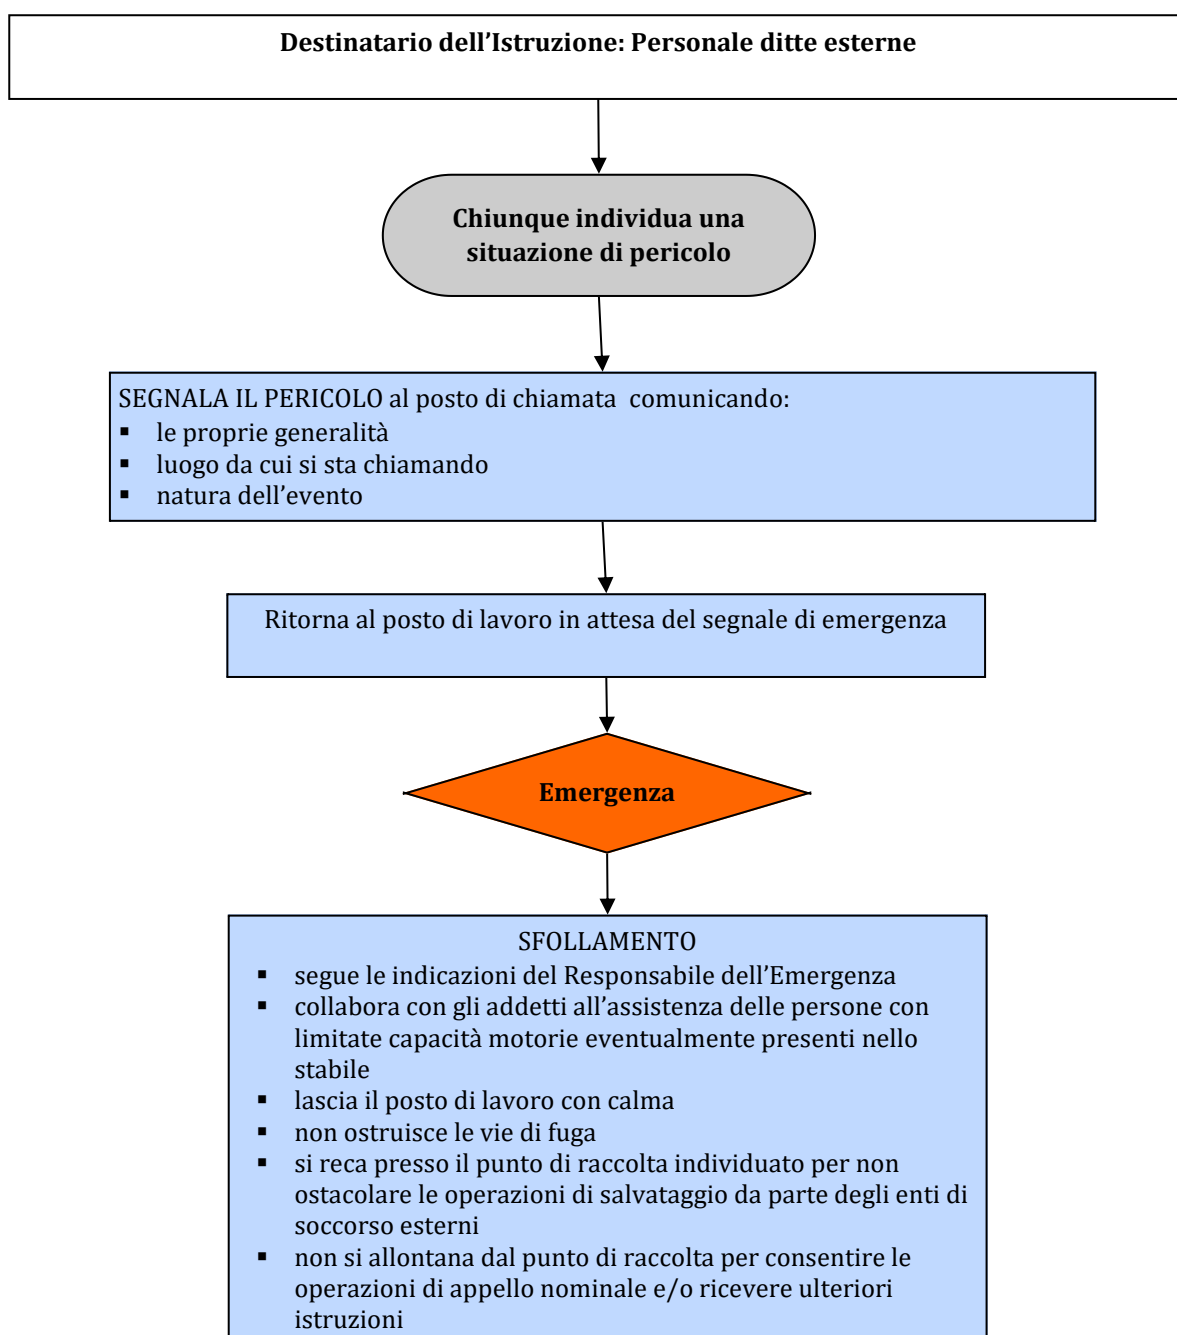 Destinatario dell’Istruzione: Personale ditte esterne
Chiunque individua una
situazione di pericolo
SEGNALA IL PERICOLO al posto di chiamata  comunicando:
▪ le proprie generalità
▪ luogo da cui si sta chiamando
▪ natura dell’evento
Ritorna al posto di lavoro in attesa del segnale di emergenza
Emergenza
SFOLLAMENTO
▪ segue le indicazioni del Responsabile dell’Emergenza
▪ collabora con gli addetti all’assistenza delle persone con
limitate capacità motorie eventualmente presenti nello
stabile
▪ lascia il posto di lavoro con calma
▪ non ostruisce le vie di fuga
▪ si reca presso il punto di raccolta individuato per non
ostacolare le operazioni di salvataggio da parte degli enti di
soccorso esterni
▪ non si allontana dal punto di raccolta per consentire le
operazioni di appello nominale e/o ricevere ulteriori
istruzioni